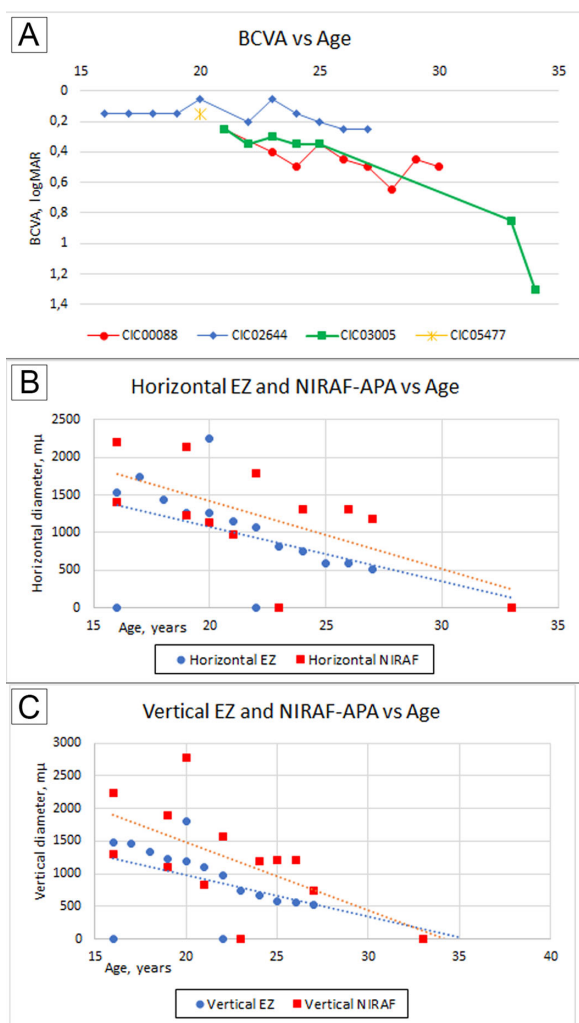 A
BCVA vs Age
15 20 25 30 35
0
0,2
0,4
0,6
0,8
1
1,2
1,4
BCVA, logMAR
CIC00088 CIC02644 CIC03005 CIC05477
B
Horizontal EZ and NIRAF-APA vs Age
2500
2000
1500
1000
500
0
Horizontal diameter, mµ
15 20 25 30 35
Age, years
Horizontal EZ Horizontal NIRAF
C
Vertical EZ and NIRAF-APA vs Age
3000
2500
2000
1500
1000
500
0
Vertical diameter, mµ
15 20 25 30 35 40
Age, years
Vertical EZ Vertical NIRAF